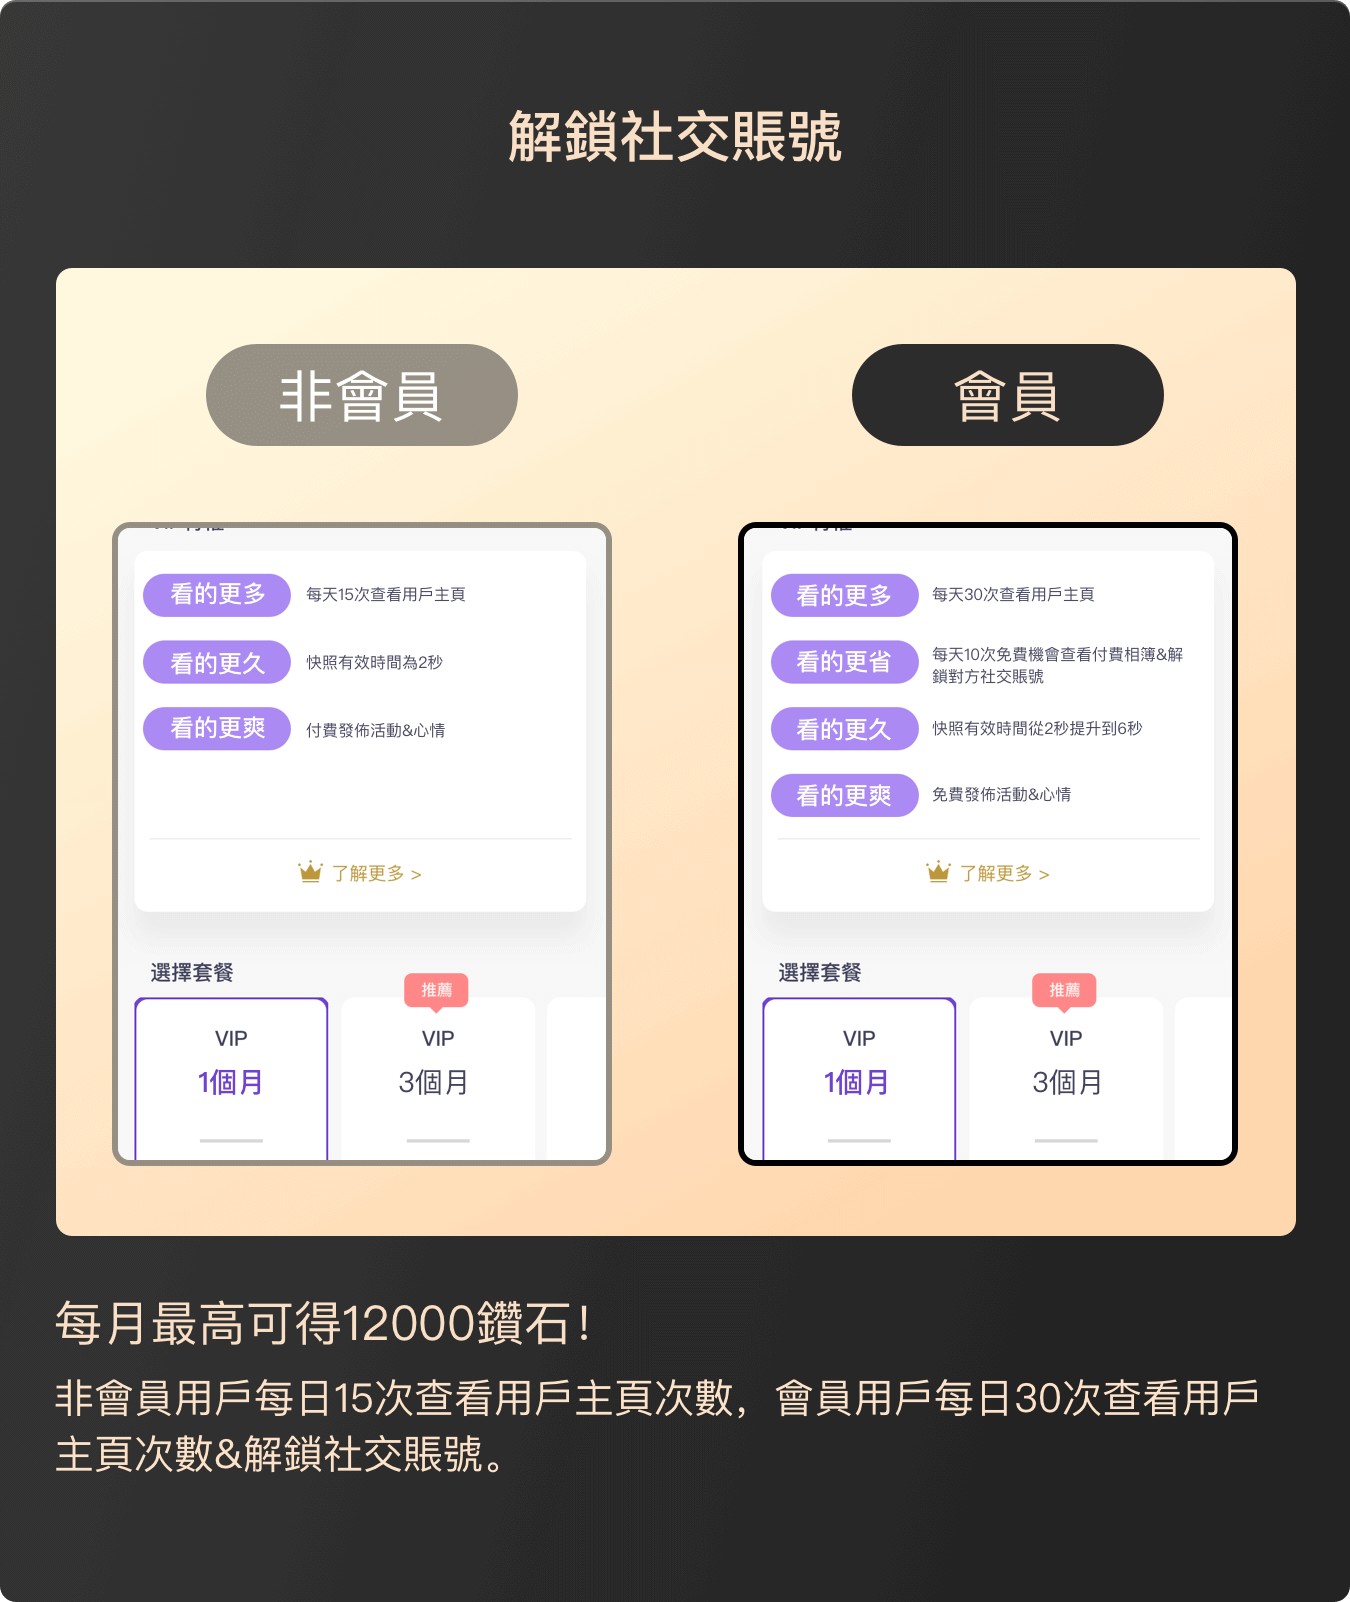 解鎖社交賬號
非會員
會員
看的更多
每天15次查看用戶主頁
看的更久
快照有效時間為2秒
看的更爽
付費發佈活動&心情
了解更多 >
選擇套餐
推薦
VIP
VIP
1個月
3個月
看的更多
每天30次查看用戶主頁
看的更省
每天10次免費機會查看付費相簿&解
鎖對方社交賬號
看的更久
快照有效時間從2秒提升到6秒
看的更爽
免費發佈活動&心情
了解更多 >
選擇套餐
推薦
VIP
VIP
1個月
3個月
每月最高可得12000鑽石！
非會員用戶每日15次查看用戶主頁次數，會員用戶每日30次查看用戶
主頁次數&解鎖社交賬號。